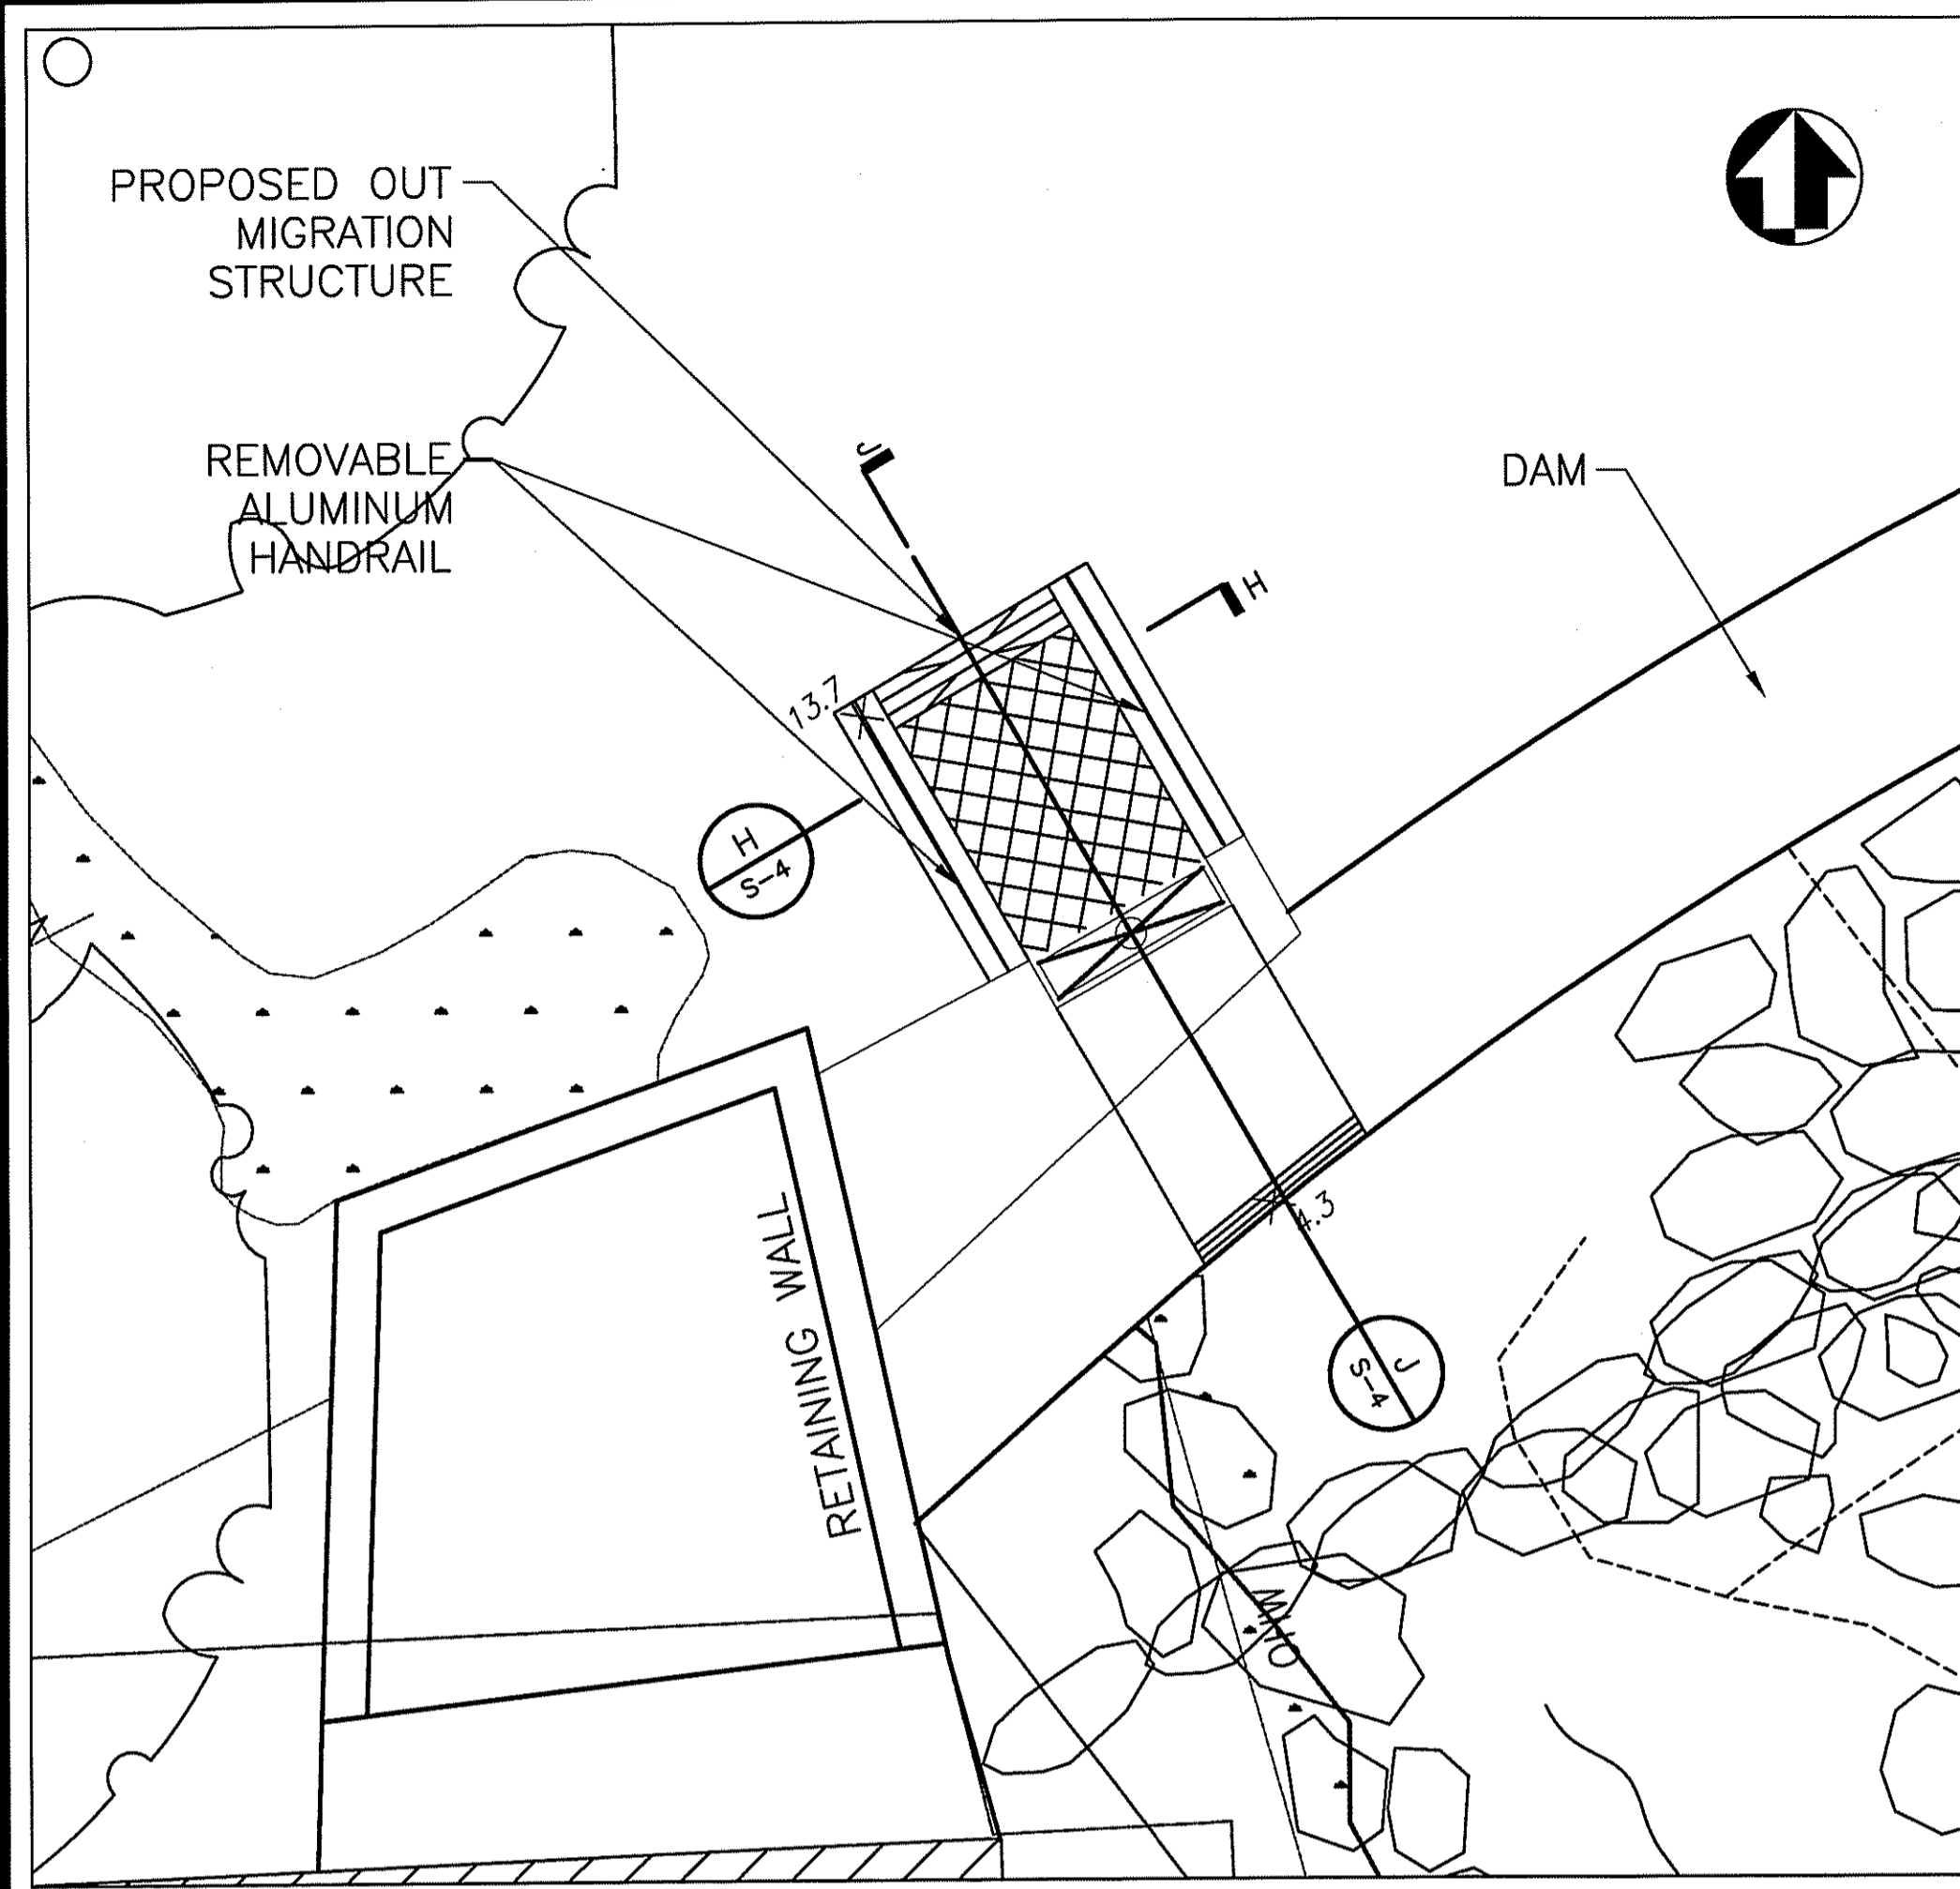 PROPOSED OUT
MIGRATION
STRUCTURE
REMOVABLE
ALUMINUM
HANDRAIL
DAM
J
H
13.7
H
S-4
4.3
J
S-4
RETAINING WALL
OHW